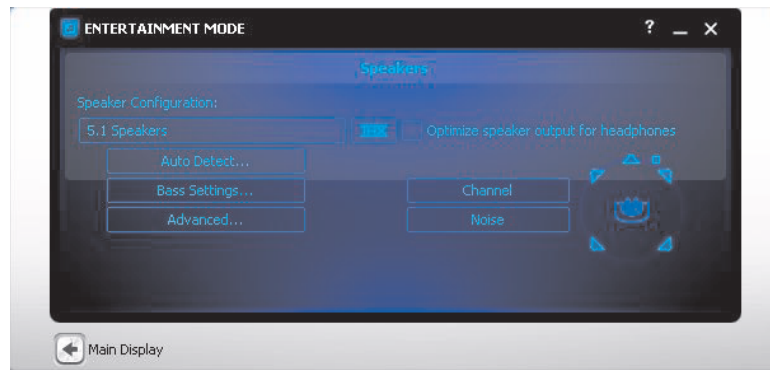 ENTERTAINMENT MODE ? _ X
Speakers
Speaker Configuration:
5.1 Speakers THX Optimize speaker output for headphones
Auto Detect...
Bass Settings... Channel
Advanced... Noise
Main Display